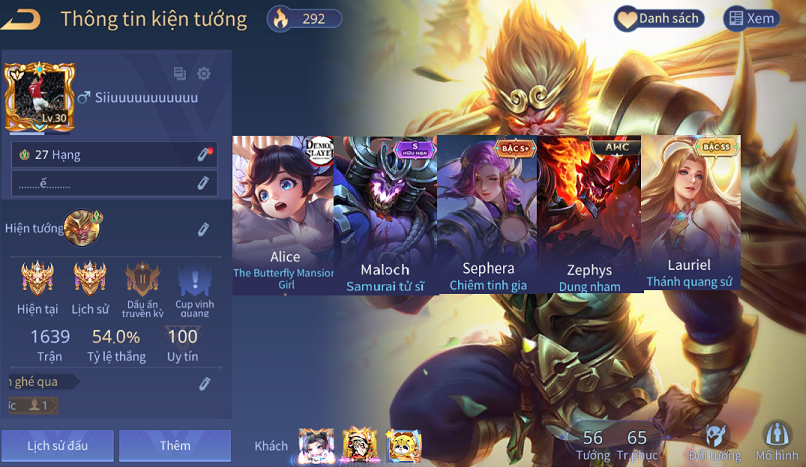 Thông tin kiện tướng
292
Danh sách
Xem
Siiuuuuuuuuuuu
Lv.30
27 Hạng
........ế.........
Hiện tướng
Hiện tại
Lịch sử
Dấu ấn
truyền kỳ
Cup vinh
quang
1639
Trận
54.0%
Tỷ lệ thắng
100
Uy tín
ghé qua
1
Lịch sử đấu
Thêm
DEMON
SLAYER
Alice
The Butterfly Mansion
Girl
S
HỮU HẠN
Maloch
Samurai tử sĩ
BẬC S+
Sephera
Chiêm tinh gia
AHC
Zephys
Dung nham
BẬC SS
Lauriel
Thánh quang sứ
Khách
56
Tướng
65
Tr.phục
Đổi tướng
Mô hình